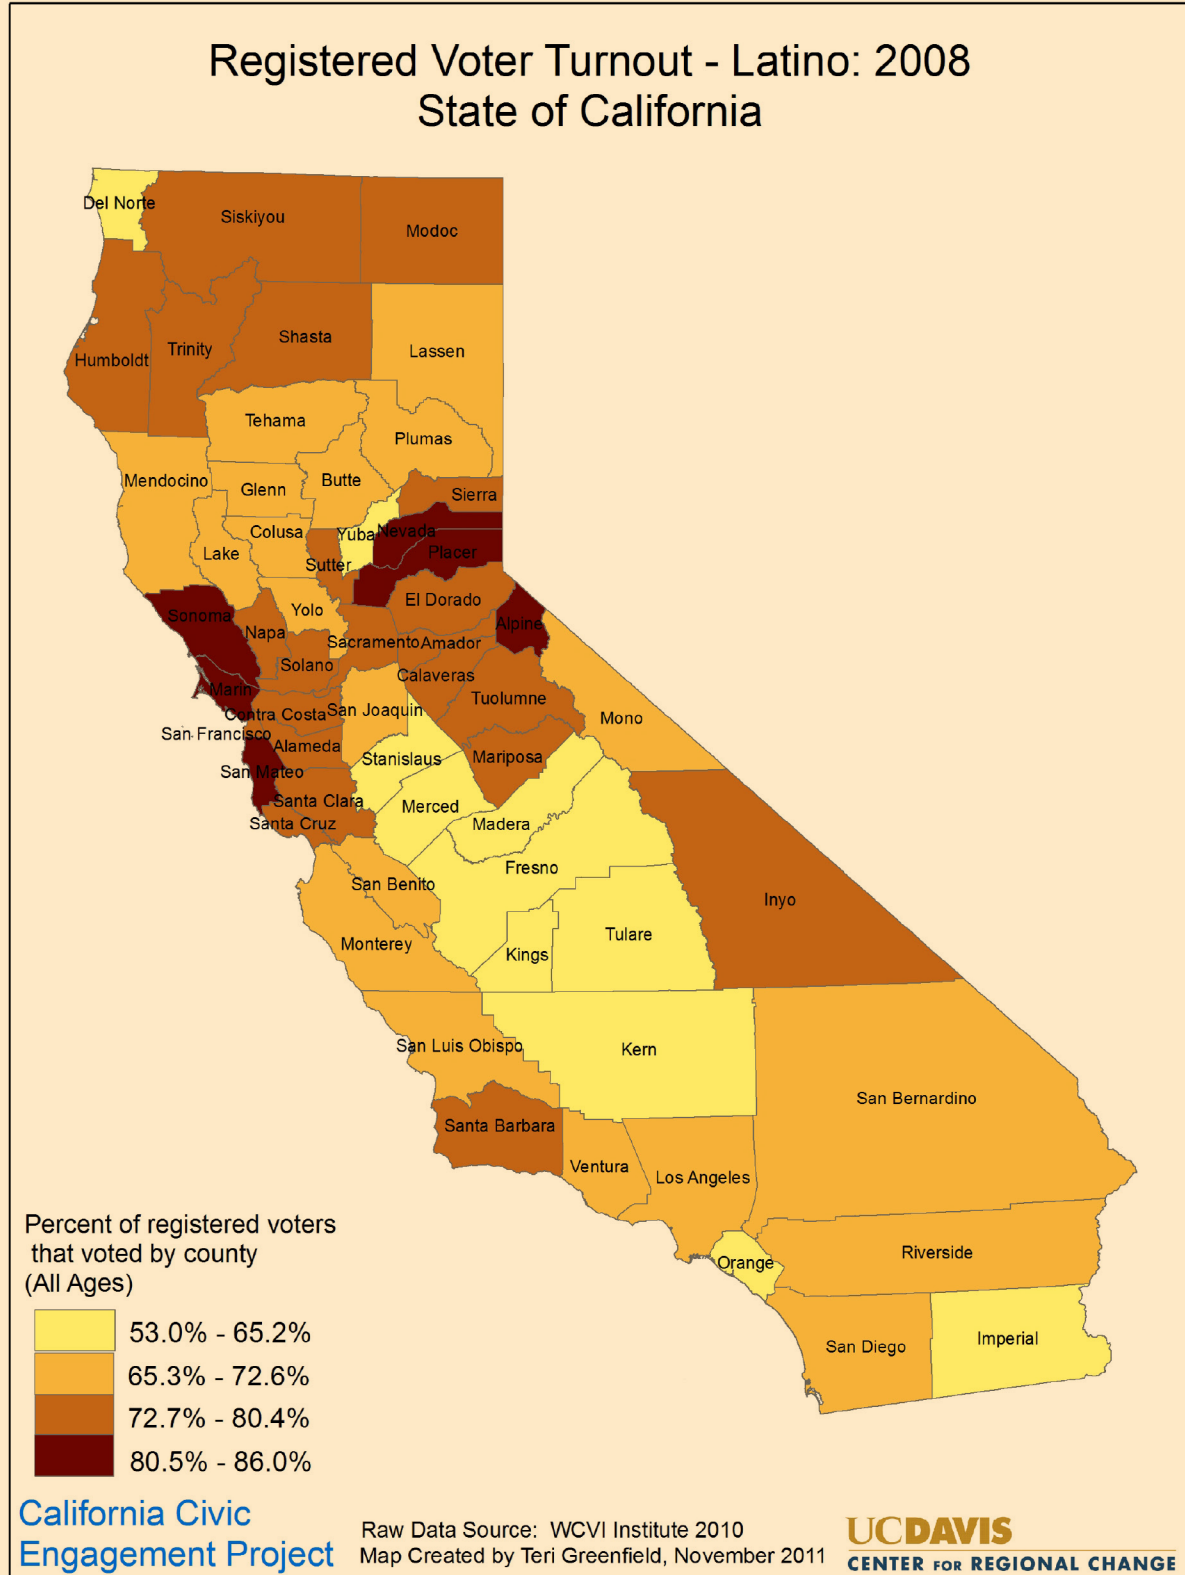 Registered Voter Turnout - Latino: 2008
State of California
Del Norte
Siskiyou
Modoc
Humboldt
Trinity
Shasta
Lassen
Tehama
Plumas
Mendocino
Glenn
Butte
Sierra
Colusa
Yuba
Nevada
Lake
Sutter
Placer
Sonoma
Yolo
El Dorado
Napa
Alpine
Sacramento
Amador
Solano
Calaveras
Marin
Tuolumne
Contra Costa
San Joaquin
Mono
San Francisco
Alameda
Stanislaus
Mariposa
San Mateo
Santa Clara
Merced
Santa Cruz
Madera
Fresno
San Benito
Inyo
Monterey
Kings
Tulare
San Luis Obispo
Kern
San Bernardino
Santa Barbara
Ventura
Los Angeles
Orange
Riverside
San Diego
Imperial
Percent of registered voters
that voted by county
(All Ages)
53.0% - 65.2%
65.3% - 72.6%
72.7% - 80.4%
80.5% - 86.0%
California Civic
Engagement Project
Raw Data Source: WCVI Institute 2010
Map Created by Teri Greenfield, November 2011
UCDAVIS
CENTER FOR REGIONAL CHANGE